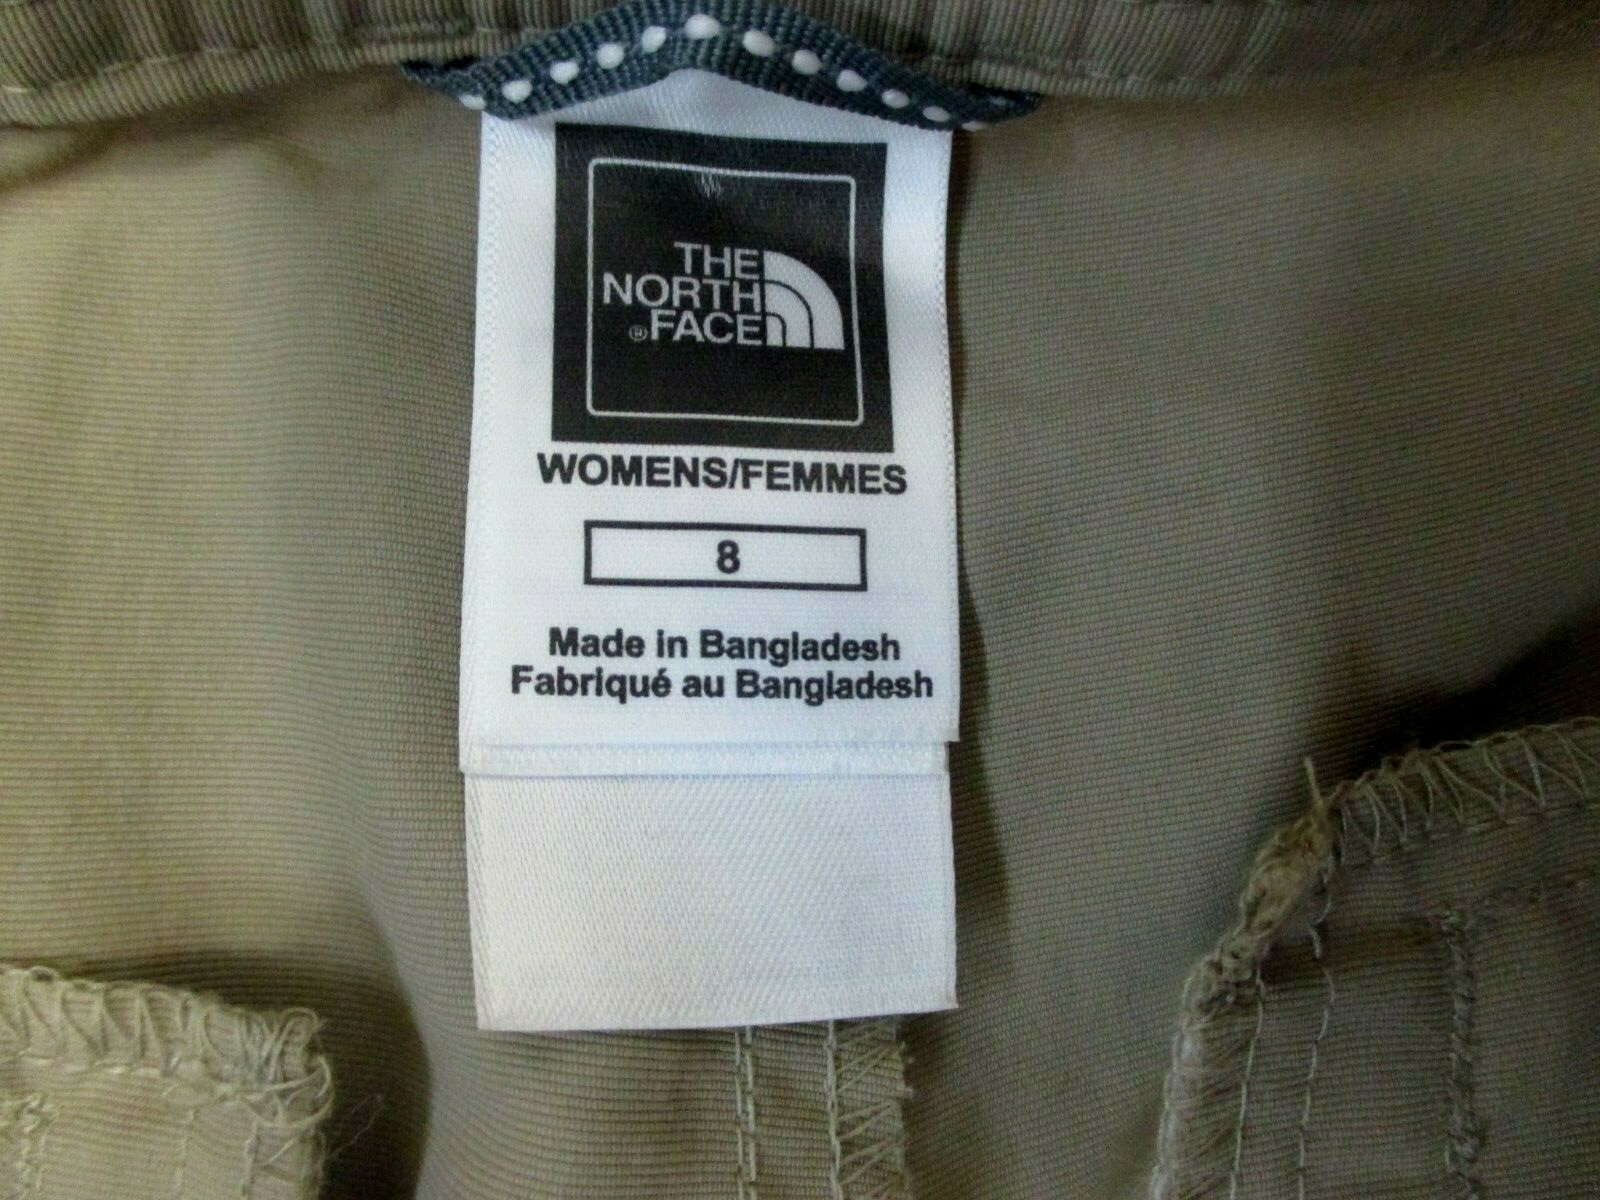 THE
NORTH
® FACE
WOMENS/FEMMES
8
Made in Bangladesh
Fabriqué au Bangladesh